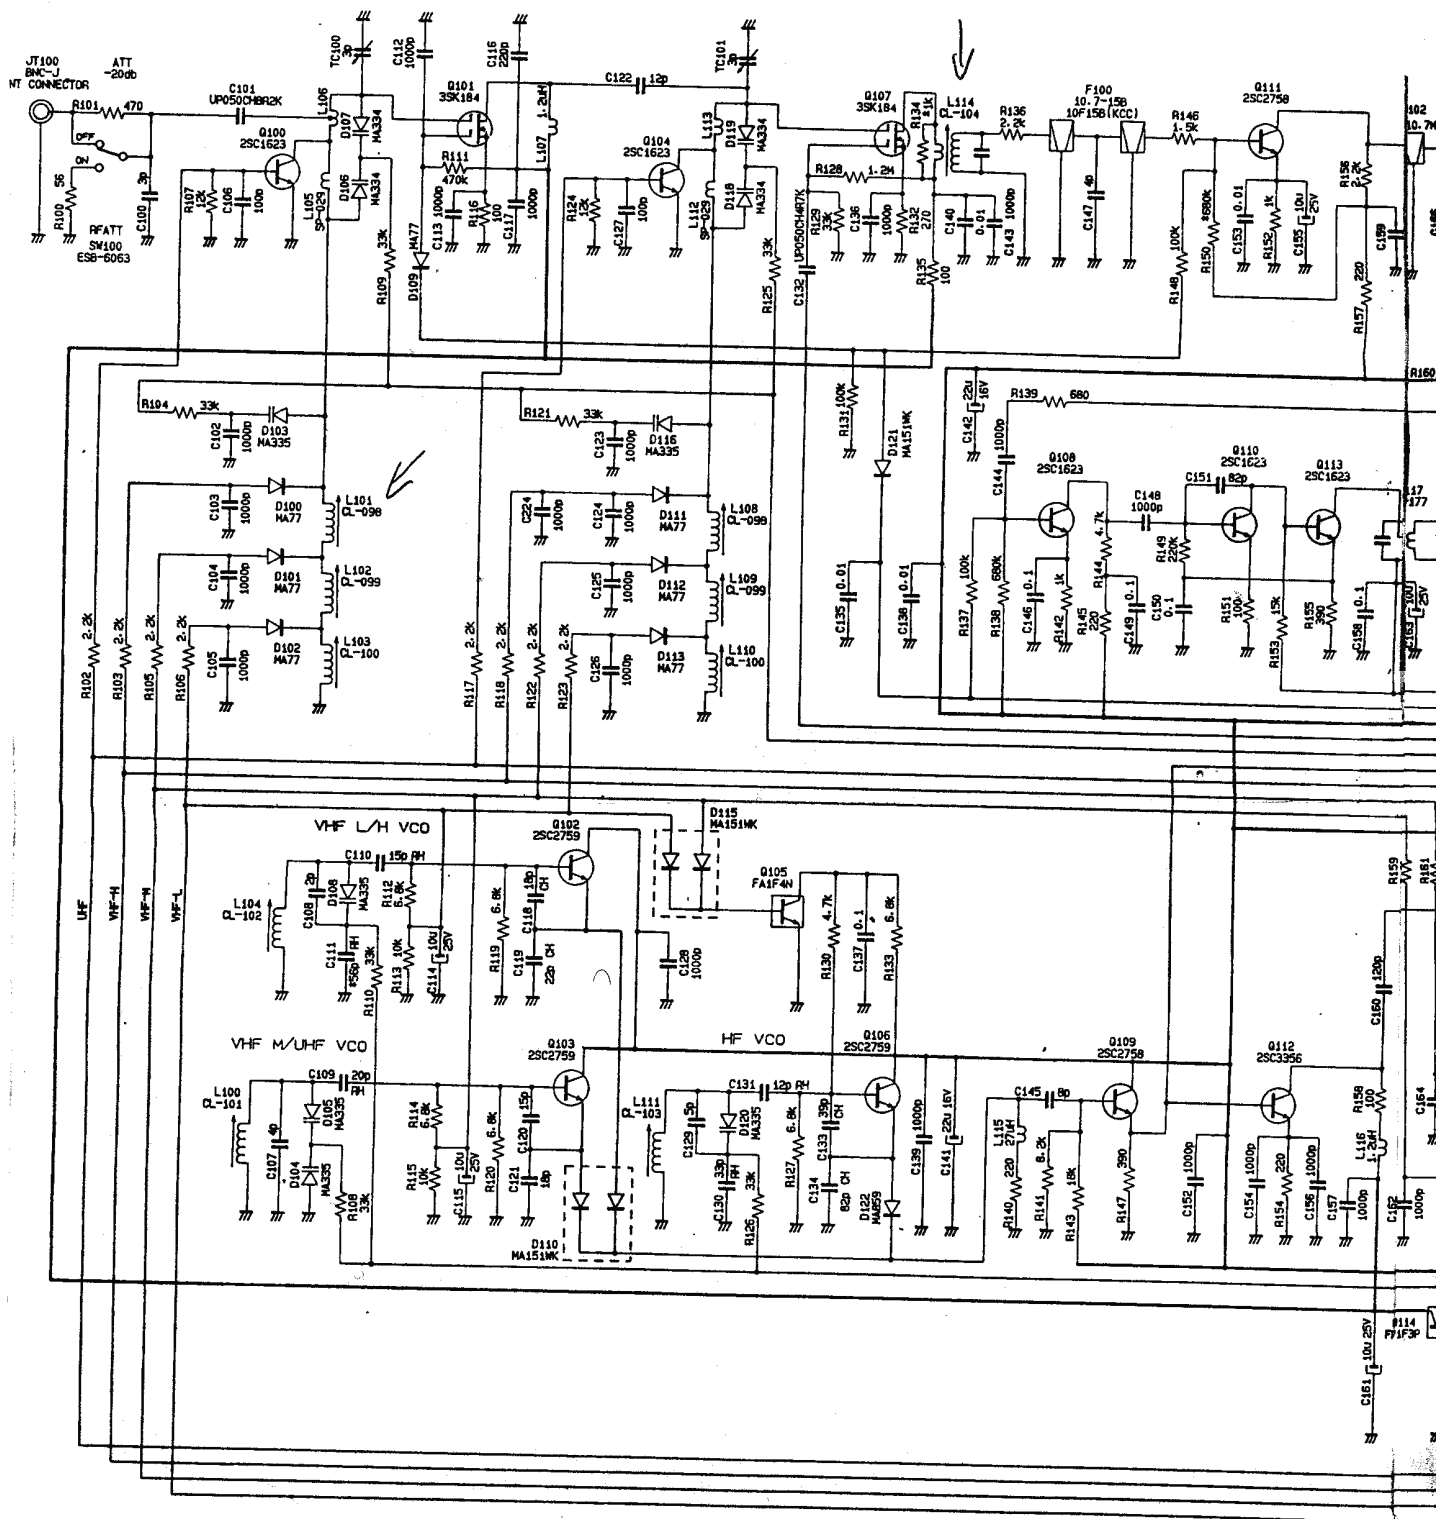 JT100
BNC-J
NT CONNECTOR
ATT
-20db
R101
470
OFF
ON
R100
56
C100
3p
RFATT
SW100
ESB-6063
C101
UP050CHBR2K
Q100
2SC1623
R107
12k
C106
100p
L105
SP-029
L106
TC100
3p
D107
MA334
D106
MA334
R109
33k
C112
1000p
Q101
3SK184
R111
470k
C113
1000p
R116
100
C117
1000p
D109
MA77
C116
220p
L107
1.2uH
C122
12p
Q104
2SC1623
R124
12k
C127
100p
L112
SP-029
L113
TC101
3p
D119
MA334
D118
MA334
R125
33k
Q107
3SK184
R128
1.2M
R129
33K
C136
1000p
R132
270
C132
UP050CH4R7K
R134
*1k
R135
100
L114
CL-104
C140
0.01
C143
1000p
R136
2.2k
F100
10.7-15B
10F15B(KCC)
C147
4p
R146
1.5k
Q111
2SC2758
R148
100k
R150
*680k
C153
0.01
R152
1k
C155
10u
25V
R156
2.2k
R157
220
C159
102
0.7M
R160
R104
33k
C102
1000p
D103
MA335
C103
1000p
D100
MA77
L101
CL-098
C104
1000p
D101
MA77
L102
CL-099
C105
1000p
D102
MA77
L103
CL-100
R102
2.2k
R103
2.2k
R105
2.2k
R106
2.2k
R121
33k
C123
1000p
D116
MA335
C224
1000p
C124
1000p
D111
MA77
L108
CL-098
C125
1000p
D112
MA77
L109
CL-099
C126
1000p
D113
MA77
L110
CL-100
R117
2.2k
R118
2.2k
R122
2.2k
R123
2.2k
R131
100k
D121
MA151WK
C135
0.01
C138
0.01
C142
22u
16V
R139
680
C144
1000p
Q108
2SC1623
R137
100k
R138
680k
C146
0.1
R142
1k
R144
4.7k
R145
220
C149
0.1
C148
1000p
C150
0.1
R149
220k
C151
82p
Q110
2SC1623
R151
100
R153
15k
Q113
2SC1623
R155
390
C158
0.1
C163
10u
25V
17
177
UHF
VHF-H
VHF-M
VHF-L
VHF L/H VCO
L104
CL-102
C108
2p
D108
MA335
C110
15p RH
C111
*56p RH
R110
33k
R112
6.8k
R113
10k
C114
10u
25V
R119
6.8k
C118
18p
CH
C119
22p
CH
Q102
2SC2759
C128
1000p
D115
MA151WK
Q105
FA1F4N
R130
4.7k
C137
0.1
R133
6.8k
VHF M/UHF VCO
L100
CL-101
C107
4p
C109
20p
RH
D105
MA335
D104
MA335
R108
33k
R114
6.8k
R115
10k
C115
10u
25V
R120
6.8k
C120
15p
C121
18p
Q103
2SC2759
D110
MA151WK
HF VCO
L111
CL-103
C129
5p
C131
12p RH
D120
MA335
C130
33p
RH
R126
33k
R127
6.8k
C133
39p
CH
C134
82p
CH
Q106
2SC2759
D122
MA859
C139
1000p
C141
22u 16V
L115
27uH
R140
220
R141
8.2k
C145
8p
R143
18k
Q109
2SC2758
R147
390
C152
1000p
Q112
2SC3356
C154
1000p
R154
220
C156
1000p
C157
1000p
R158
100
L116
1.2uH
C160
120p
R159
R161
C162
1000p
C164
C161
10u 25V
114